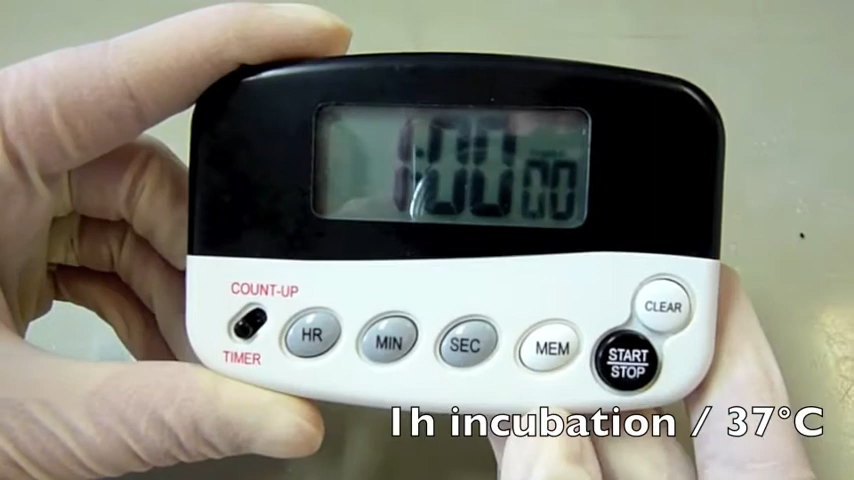 1:00 00
COUNT-UP
TIMER
HR
MIN
SEC
MEM
CLEAR
START
STOP
1h incubation / 37°C